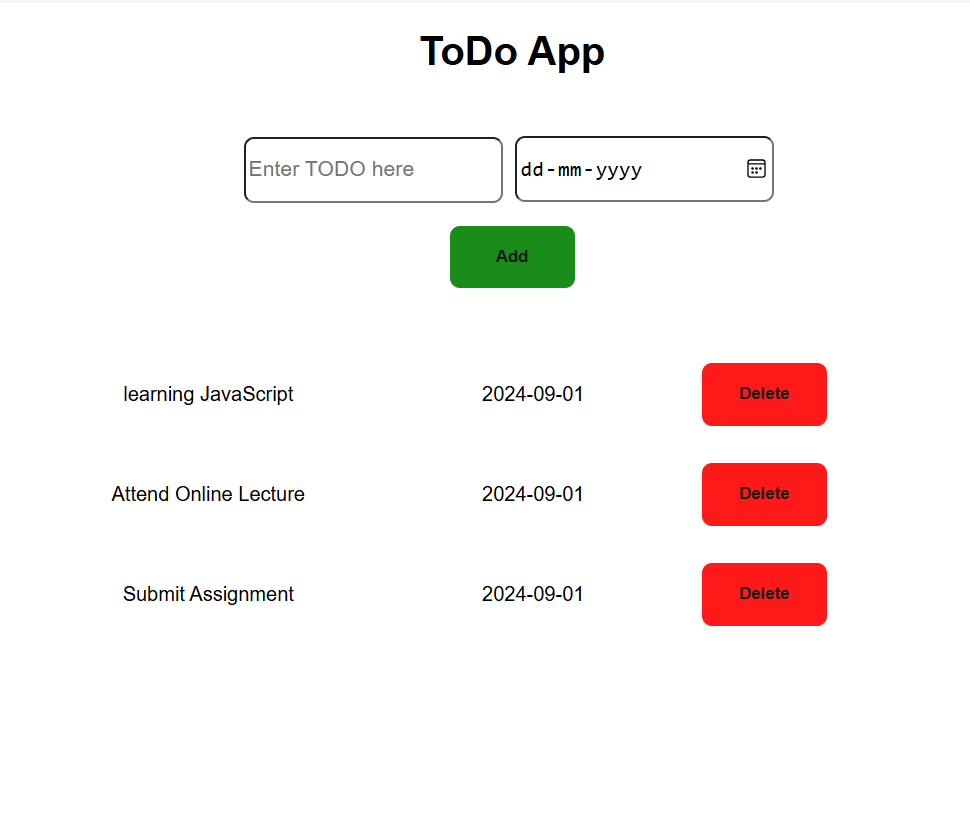 ToDo App
Enter TODO here dd-mm-yyyy
Add
learning JavaScript 2024-09-01 Delete
Attend Online Lecture 2024-09-01 Delete
Submit Assignment 2024-09-01 Delete